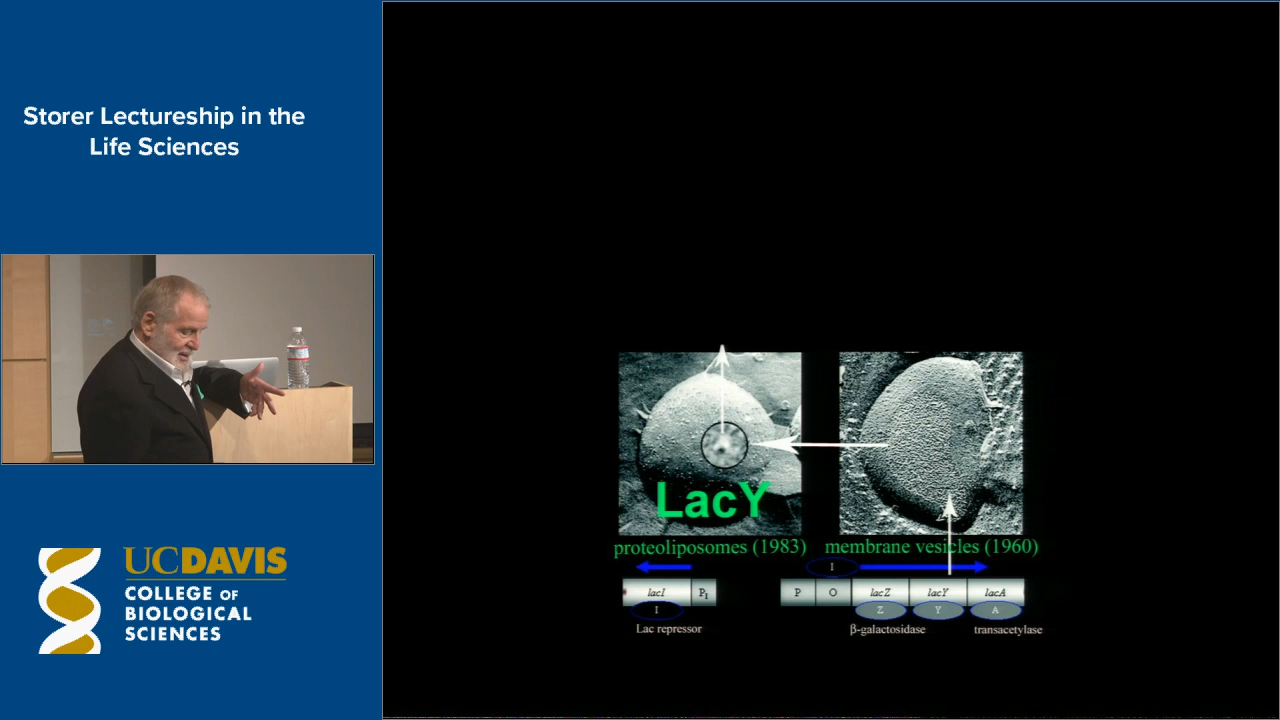 Storer Lectureship in the
Life Sciences
UCDAVIS
COLLEGE OF
BIOLOGICAL
SCIENCES
LacY
proteoliposomes (1983)
membrane vesicles (1960)
I
lacI
PI
P
O
lacZ
lacY
lacA
I
Z
Y
A
Lac repressor
β-galactosidase
transacetylase